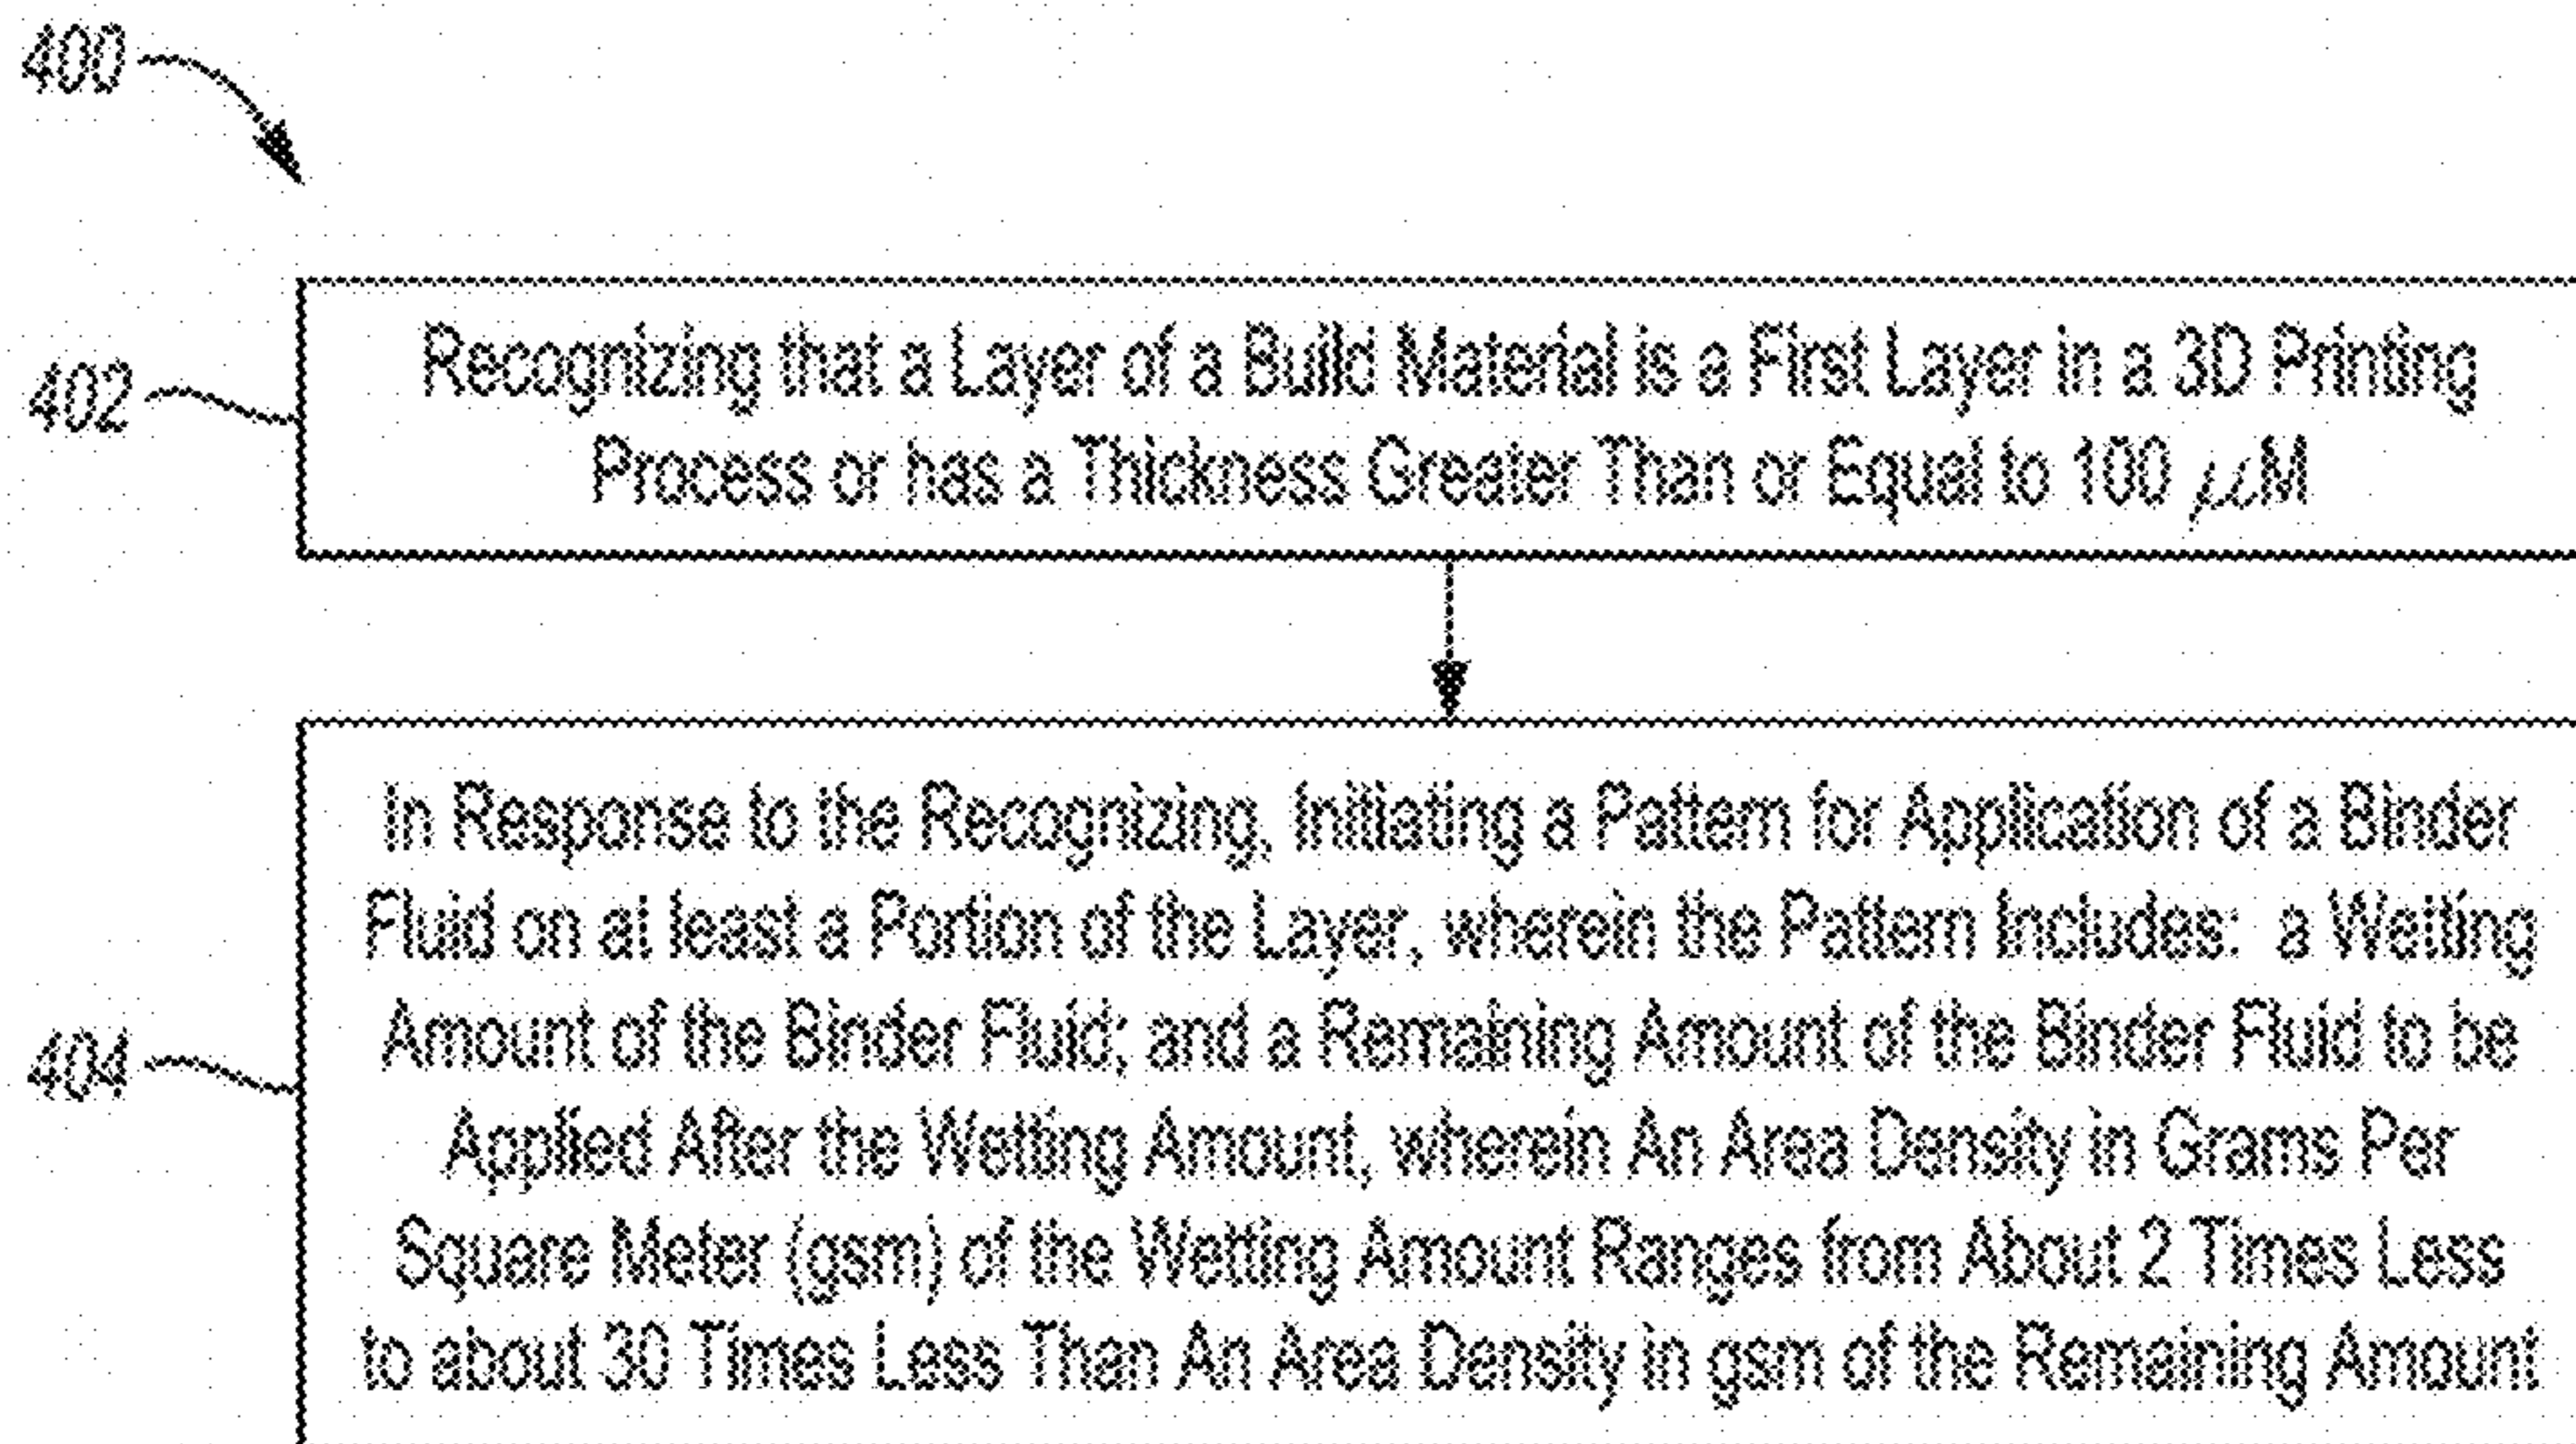 400
402
Recognizing that a Layer of a Build Material is a First Layer in a 3D Printing
Process or has a Thickness Greater Than or Equal to 100 μM
404
In Response to the Recognizing, Initiating a Pattern for Application of a Binder
Fluid on at least a Portion of the Layer, wherein the Pattern Includes: a Wetting
Amount of the Binder Fluid; and a Remaining Amount of the Binder Fluid to be
Applied After the Wetting Amount, wherein An Area Density in Grams Per
Square Meter (gsm) of the Wetting Amount Ranges from About 2 Times Less
to about 30 Times Less Than An Area Density in gsm of the Remaining Amount